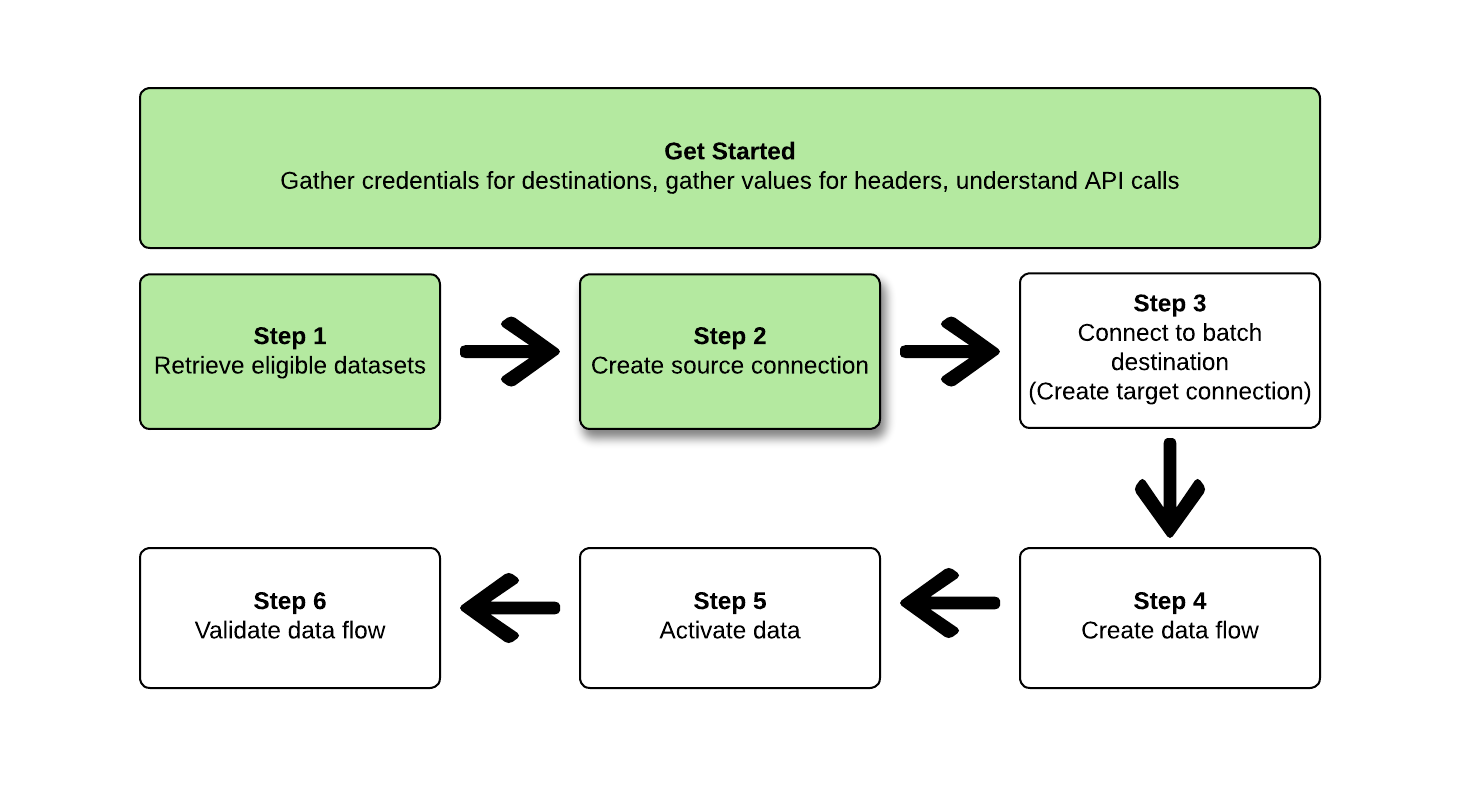 Get Started
Gather credentials for destinations, gather values for headers, understand API calls
Step 1
Retrieve eligible datasets
Step 2
Create source connection
Step 3
Connect to batch
destination
(Create target connection)
Step 4
Create data flow
Step 5
Activate data
Step 6
Validate data flow